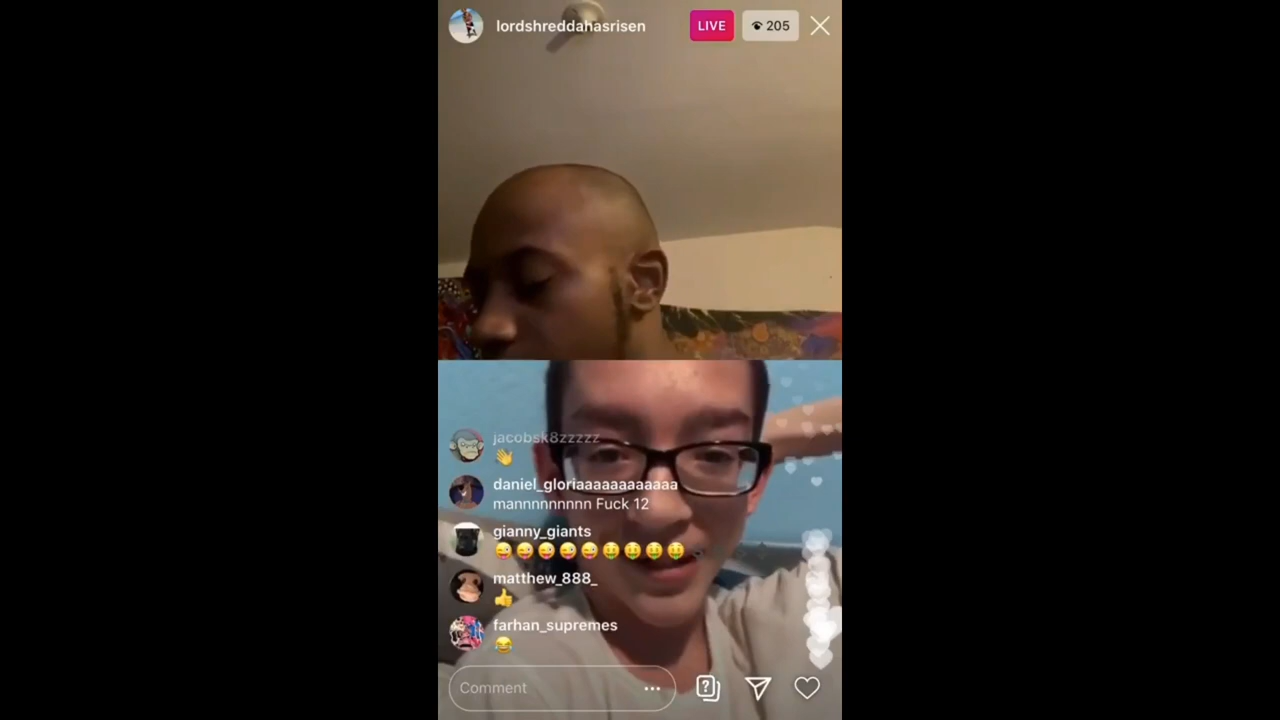 lordshreddahasrisen
LIVE
205
jacobsk8zzzzz
👋
daniel_gloriaaaaaaaaaaaa
mannnnnnnnn Fuck 12
gianny_giants
😜😜😜😜😜🤑🤑🤑🤑
matthew_888_
👍
farhan_supremes
😂
Comment